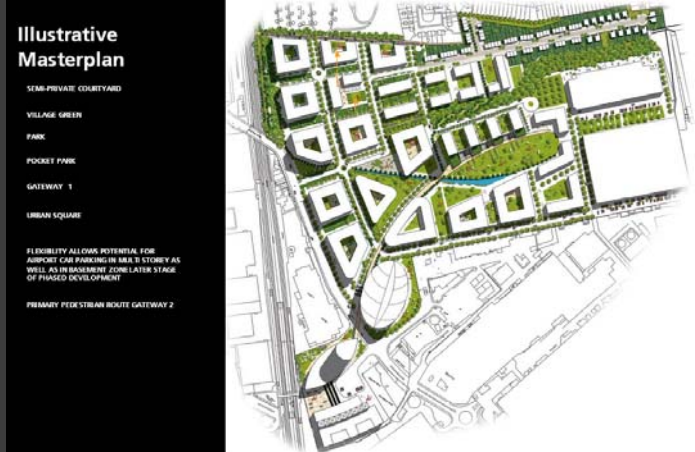 Illustrative
Masterplan
SEMI-PRIVATE COURTYARD
VILLAGE GREEN
PARK
POCKET PARK
GATEWAY 1
URBAN SQUARE
FLEXIBILITY ALLOWS POTENTIAL FOR
AIRPORT CAR PARKING IN MULTI STOREY AS
WELL AS IN BASEMENT ZONE LATER STAGE
OF PHASED DEVELOPMENT
PRIMARY PEDESTRIAN ROUTE GATEWAY 2